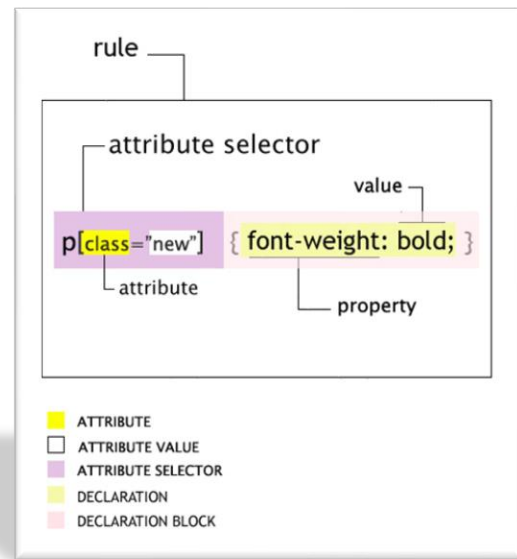 rule
attribute selector
value
p[class="new"] { font-weight: bold; }
attribute
property
ATTRIBUTE
ATTRIBUTE VALUE
ATTRIBUTE SELECTOR
DECLARATION
DECLARATION BLOCK